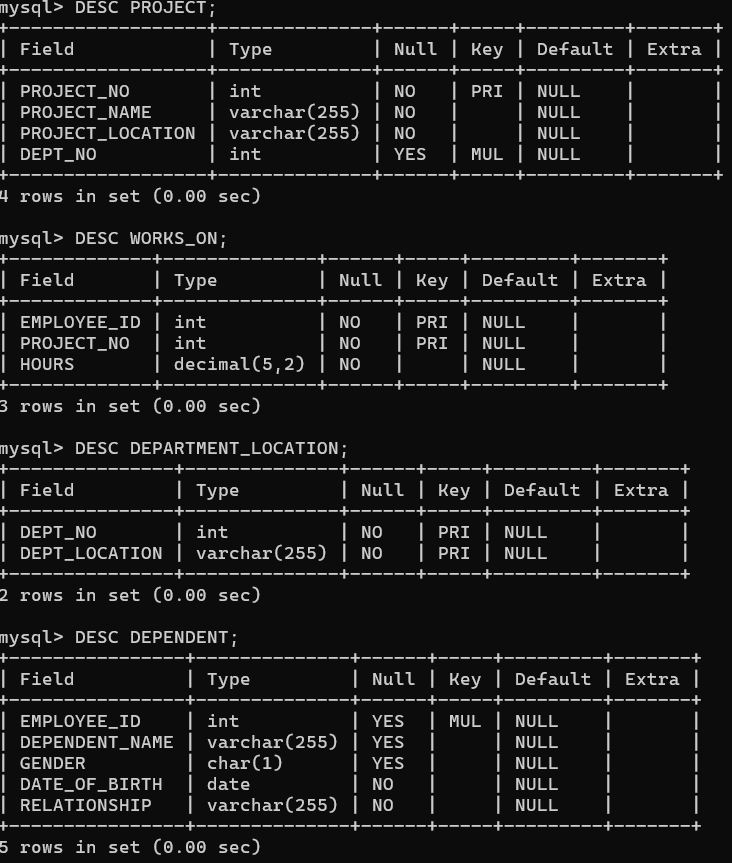 mysql> DESC PROJECT;
+------------------+--------------+------+-----+---------+-------+
| Field            | Type         | Null | Key | Default | Extra |
+------------------+--------------+------+-----+---------+-------+
| PROJECT_NO       | int          | NO   | PRI | NULL    |       |
| PROJECT_NAME     | varchar(255) | NO   |     | NULL    |       |
| PROJECT_LOCATION | varchar(255) | NO   |     | NULL    |       |
| DEPT_NO          | int          | YES  | MUL | NULL    |       |
+------------------+--------------+------+-----+---------+-------+
4 rows in set (0.00 sec)

mysql> DESC WORKS_ON;
+-------------+--------------+------+-----+---------+-------+
| Field       | Type         | Null | Key | Default | Extra |
+-------------+--------------+------+-----+---------+-------+
| EMPLOYEE_ID | int          | NO   | PRI | NULL    |       |
| PROJECT_NO  | int          | NO   | PRI | NULL    |       |
| HOURS       | decimal(5,2) | NO   |     | NULL    |       |
+-------------+--------------+------+-----+---------+-------+
3 rows in set (0.00 sec)

mysql> DESC DEPARTMENT_LOCATION;
+---------------+--------------+------+-----+---------+-------+
| Field         | Type         | Null | Key | Default | Extra |
+---------------+--------------+------+-----+---------+-------+
| DEPT_NO       | int          | NO   | PRI | NULL    |       |
| DEPT_LOCATION | varchar(255) | NO   | PRI | NULL    |       |
+---------------+--------------+------+-----+---------+-------+
2 rows in set (0.00 sec)

mysql> DESC DEPENDENT;
+----------------+--------------+------+-----+---------+-------+
| Field          | Type         | Null | Key | Default | Extra |
+----------------+--------------+------+-----+---------+-------+
| EMPLOYEE_ID    | int          | YES  | MUL | NULL    |       |
| DEPENDENT_NAME | varchar(255) | YES  |     | NULL    |       |
| GENDER         | char(1)      | YES  |     | NULL    |       |
| DATE_OF_BIRTH  | date         | NO   |     | NULL    |       |
| RELATIONSHIP   | varchar(255) | NO   |     | NULL    |       |
+----------------+--------------+------+-----+---------+-------+
5 rows in set (0.00 sec)